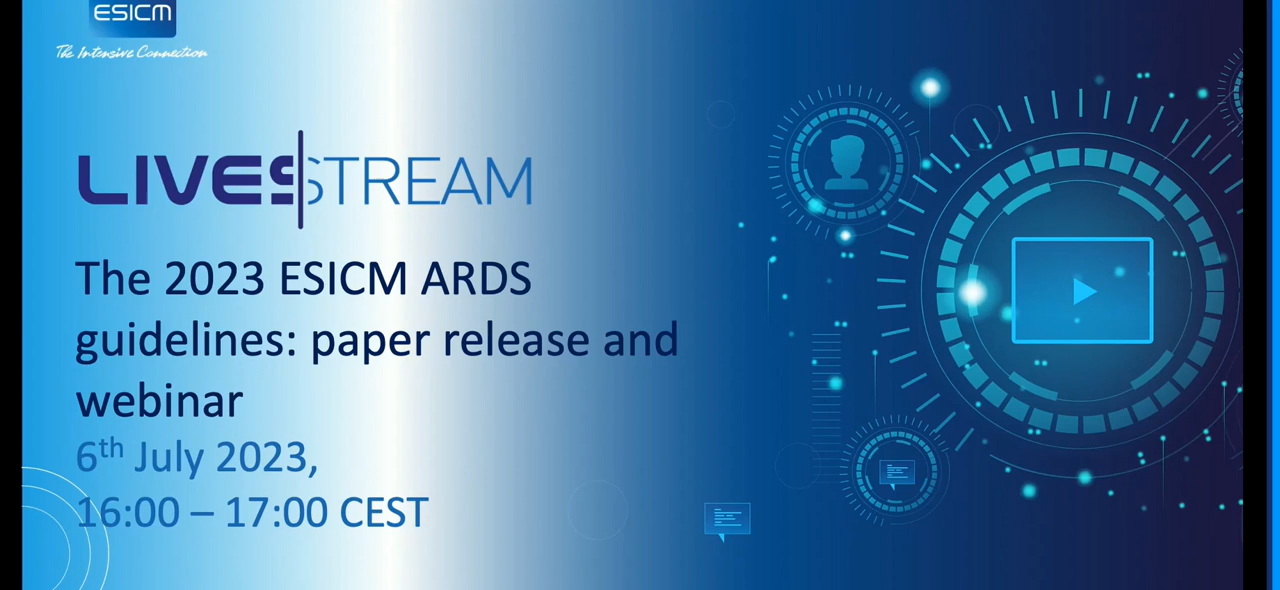 ESICM
The Intensive Connection
LIVESSTREAM
The 2023 ESICM ARDS
guidelines: paper release and
webinar
6th July 2023,
16:00 – 17:00 CEST